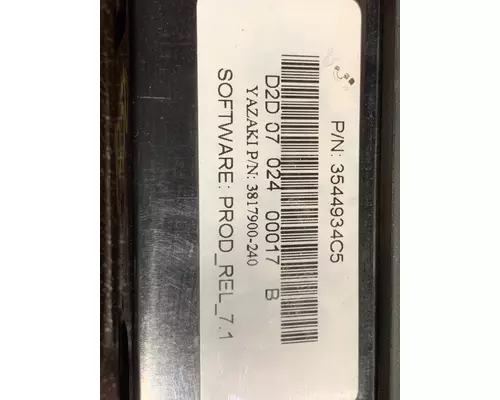 P/N: 3544934C5
D2D 07 024 00017 B
YAZAKI P/N: 3817900-240
SOFTWARE: PROD_REL_7.1